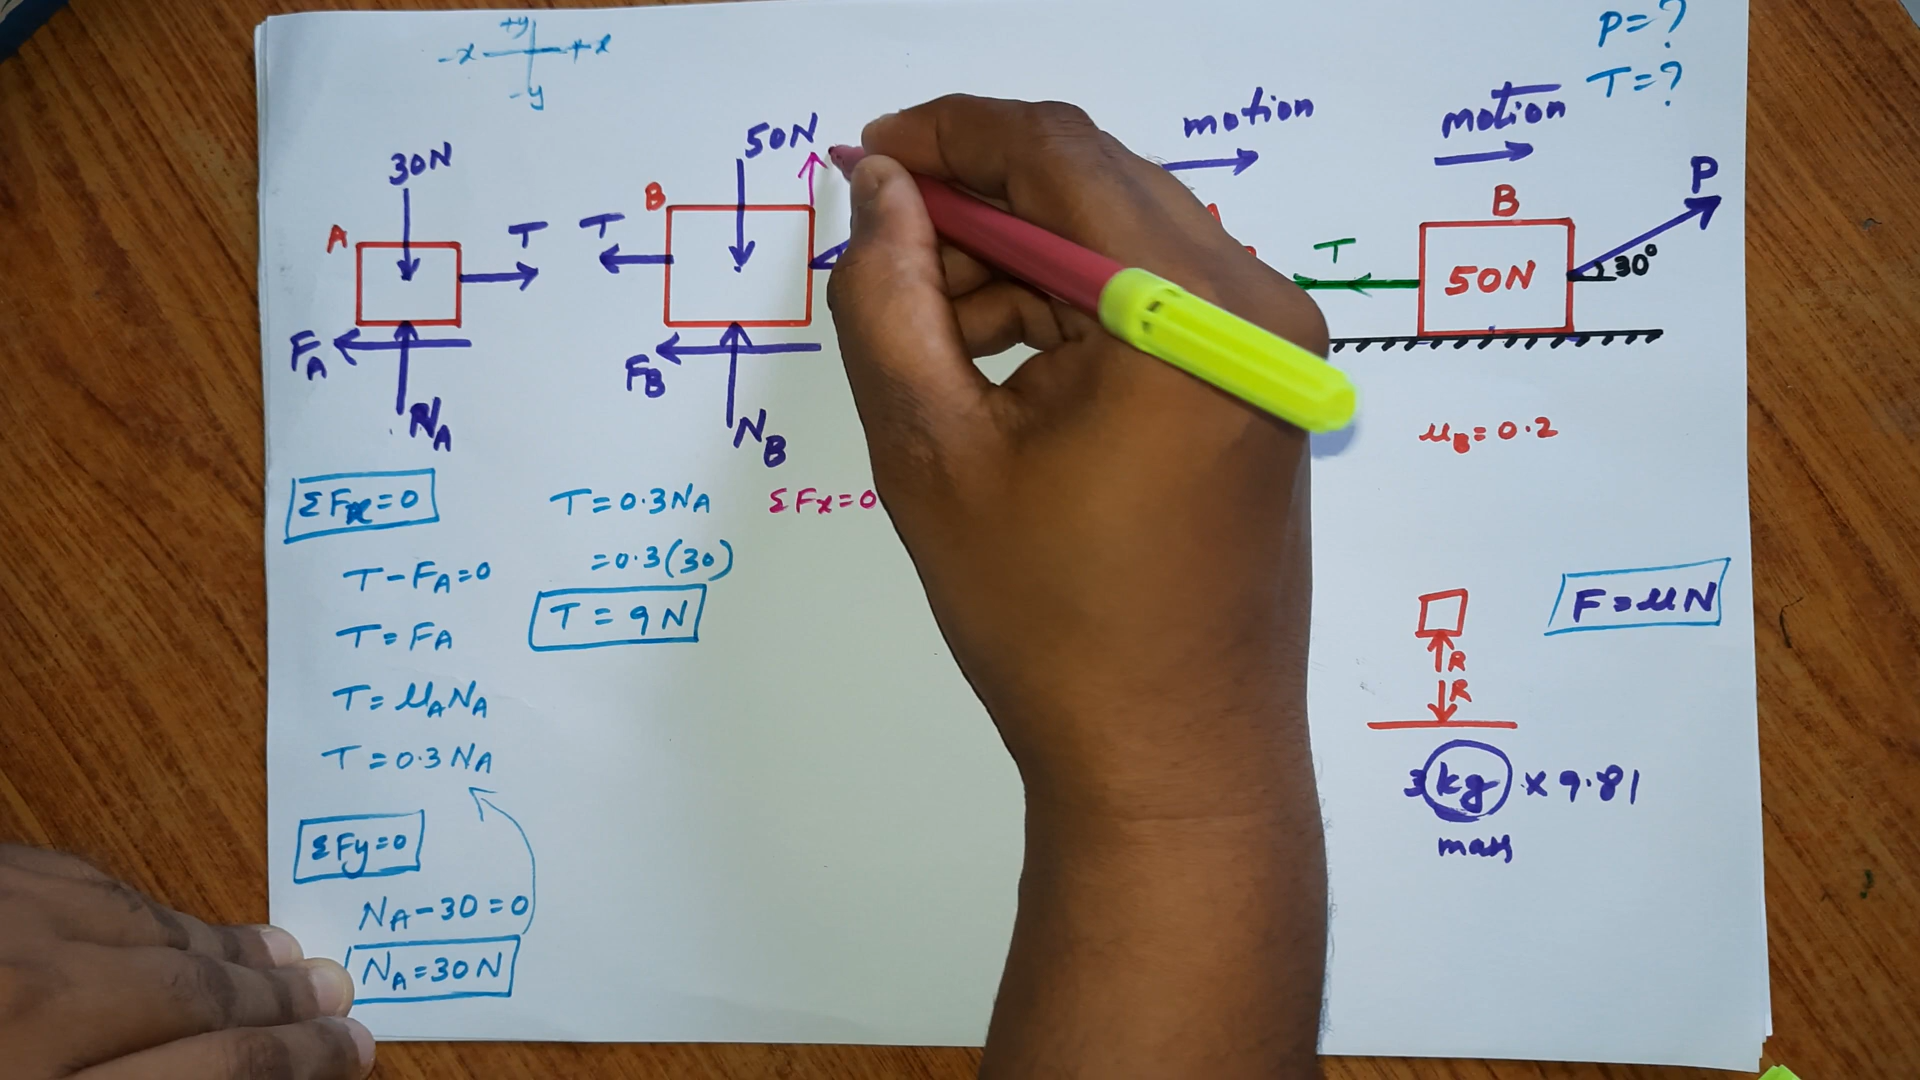 +y
-x +x
-y
P=?
T=?
30N
A
T
FA
NA
50N
B
T
FB
NB
motion
motion
A
B
T
50N
P
30°
μB=0.2
ΣFx=0
T-FA=0
T=FA
T=μANA
T=0.3NA
ΣFy=0
NA-30=0
NA=30N
T=0.3NA
=0.3(30)
T=9N
ΣFx=0
F=μN
R
R
3kg×9.81
mass